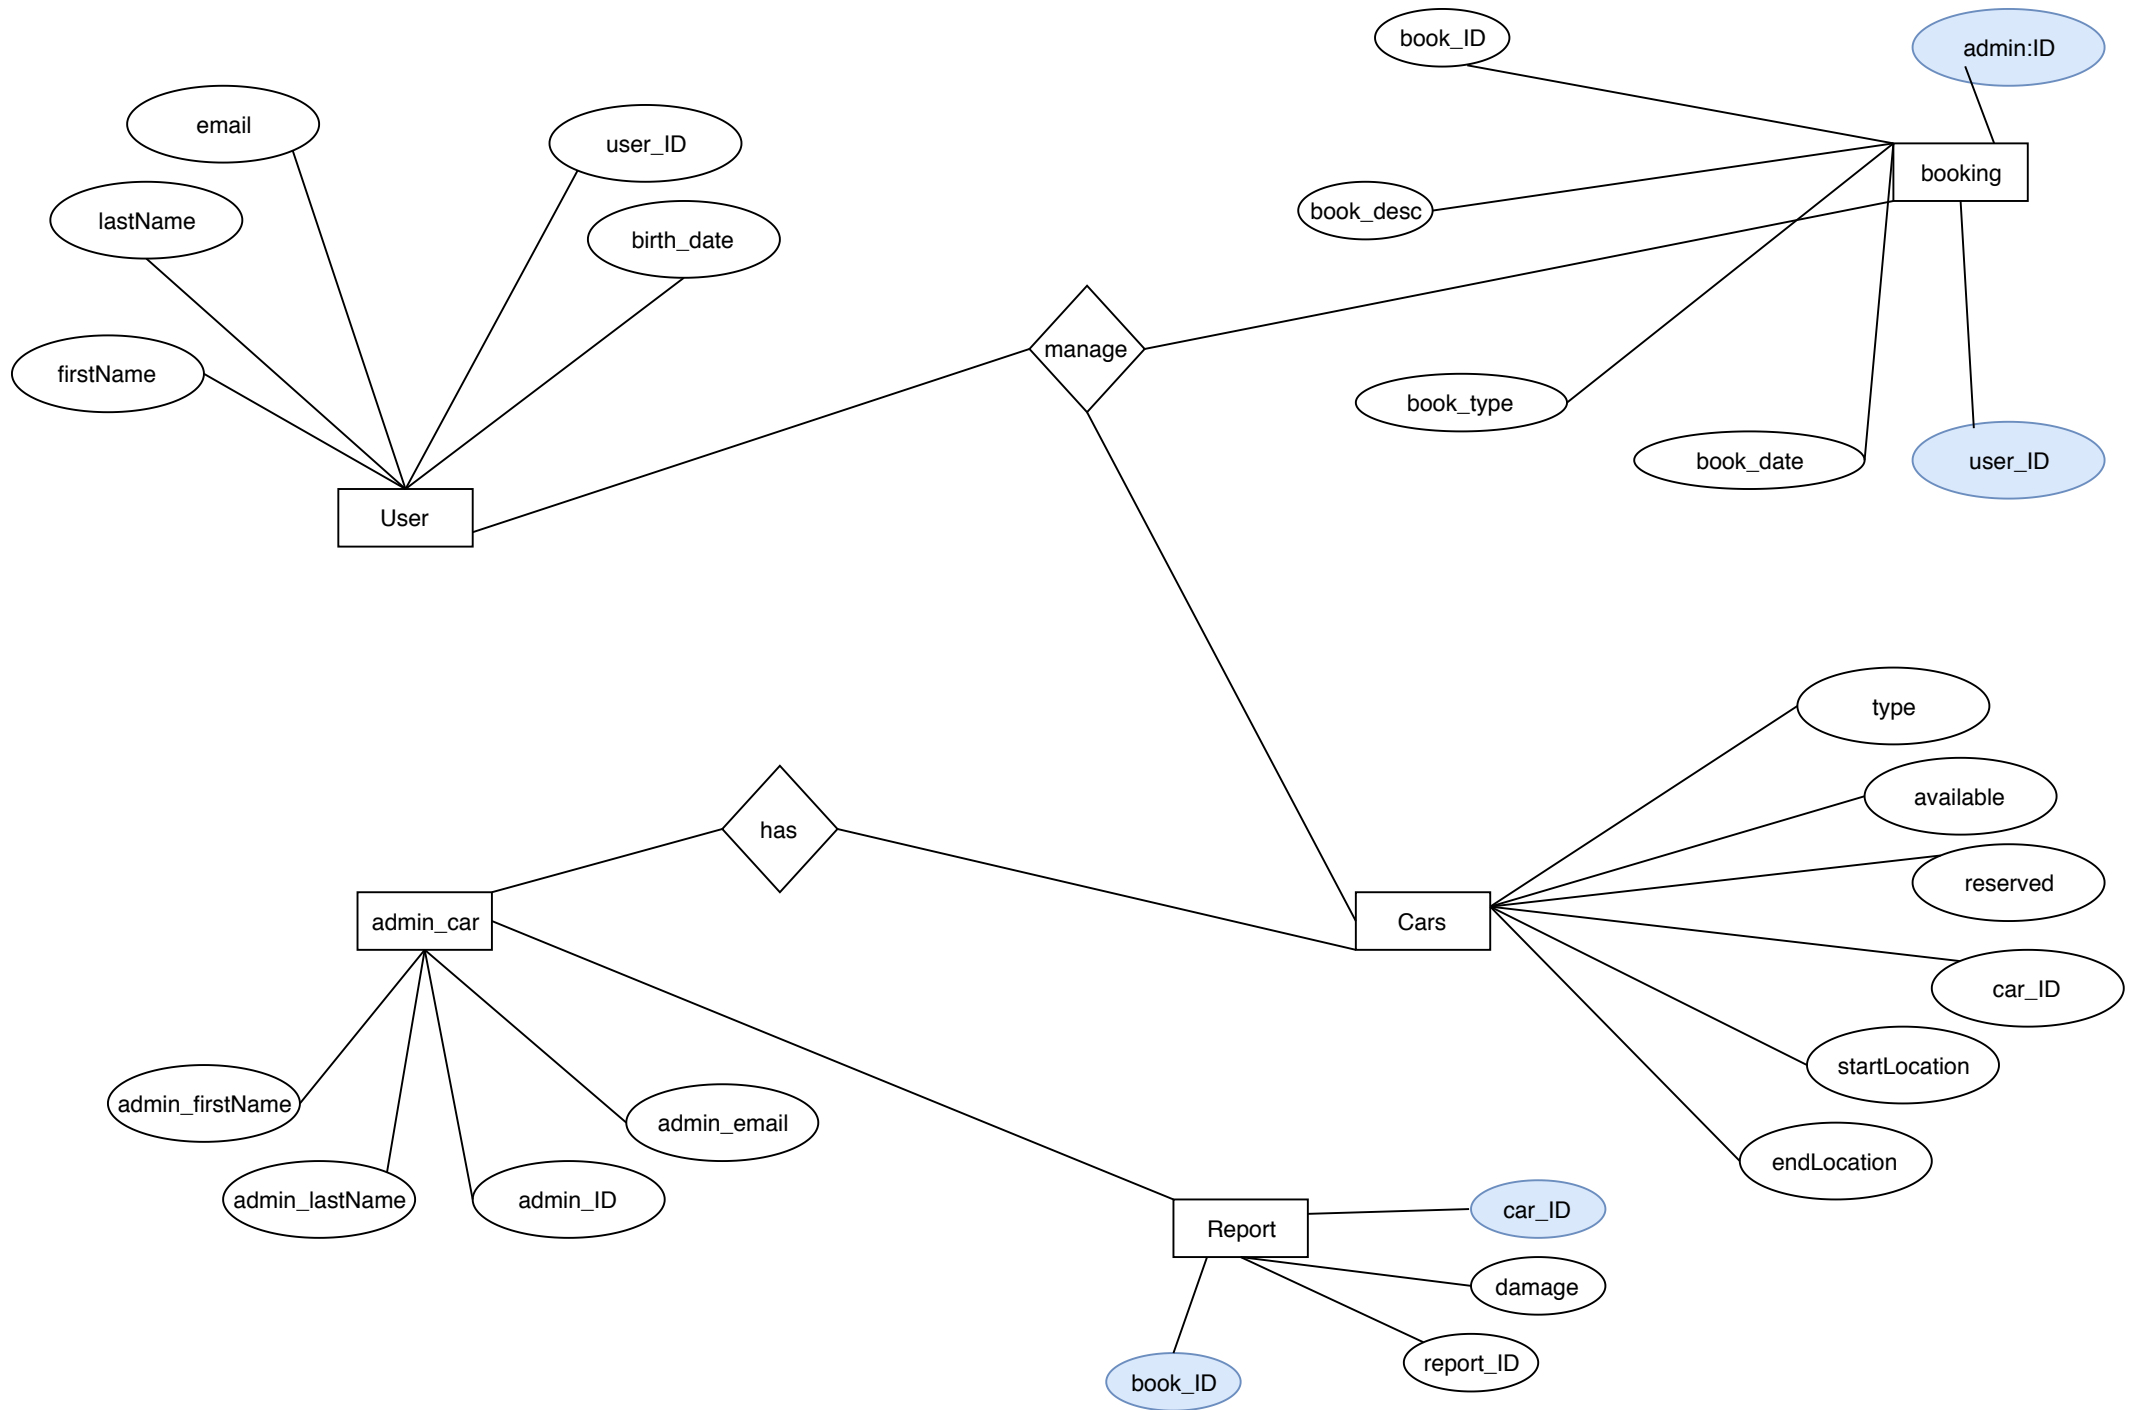 book_ID
admin:ID
email
user_ID
booking
lastName
birth_date
book_desc
manage
firstName
book_type
book_date
user_ID
User
type
available
has
reserved
admin_car
Cars
car_ID
startLocation
admin_firstName
admin_email
endLocation
admin_lastName
admin_ID
car_ID
Report
damage
report_ID
book_ID